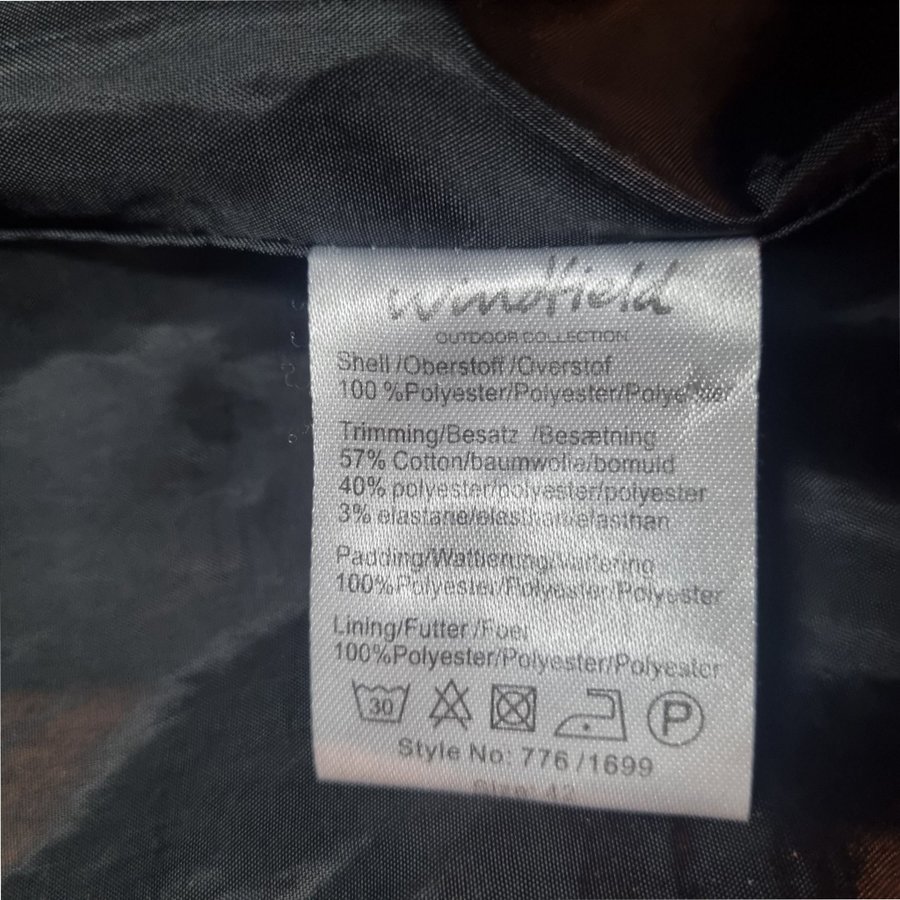 Windfield
OUTDOOR COLLECTION
Shell /Oberstoff /Overstof
100 %Polyester/Polyester/Polyester
Trimming/Besatz /Besætning
57% Cotton/baumwolle/bomuld
40% polyester/polyester/polyester
3% elastane/elasthan/elasthan
Padding/Wattierung/Vattering
100%Polyester/Polyester/Polyester
Lining/Futter /Foer
100%Polyester/Polyester/Polyester
30
P
Style No: 776 /1699
Size: